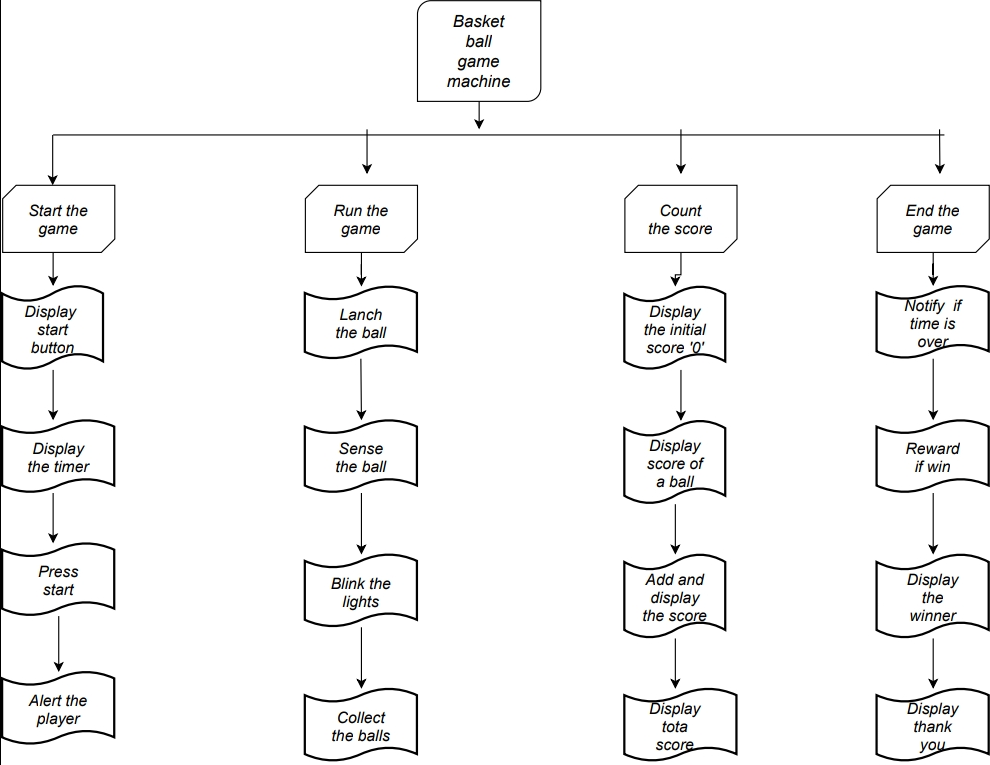 Basket
ball
game
machine
Start the
game
Display
start
button
Display
the timer
Press
start
Alert the
player
Run the
game
Lanch
the ball
Sense
the ball
Blink the
lights
Collect
the balls
Count
the score
Display
the initial
score '0'
Display
score of
a ball
Add and
display
the score
Display
tota
score
End the
game
Notify if
time is
over
Reward
if win
Display
the
winner
Display
thank
you